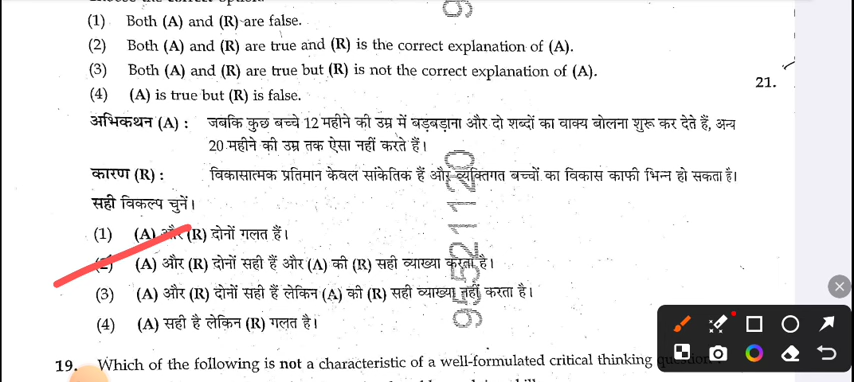 (1) Both (A) and (R) are false.
(2) Both (A) and (R) are true and (R) is the correct explanation of (A).
(3) Both (A) and (R) are true but (R) is not the correct explanation of (A).
21.
(4) (A) is true but (R) is false.
अभिकथन (A) : जबकि कुछ बच्चे 12 महीने की उम्र में बड़बड़ाना और दो शब्दों का वाक्य बोलना शुरू कर देते हैं, अन्य
20 महीने की उम्र तक ऐसा नहीं करते हैं।
कारण (R) : विकासात्मक प्रतिमान केवल सांकेतिक हैं और व्यक्तिगत बच्चों का विकास काफी भिन्न हो सकता है।
सही विकल्प चुनें।
(1) (A) और (R) दोनों गलत हैं।
(2) (A) और (R) दोनों सही हैं और (A) की (R) सही व्याख्या करता है।
(3) (A) और (R) दोनों सही हैं लेकिन (A) की (R) सही व्याख्या नहीं करता है।
(4) (A) सही है लेकिन (R) गलत है।
19. Which of the following is not a characteristic of a well-formulated critical thinking
95521120